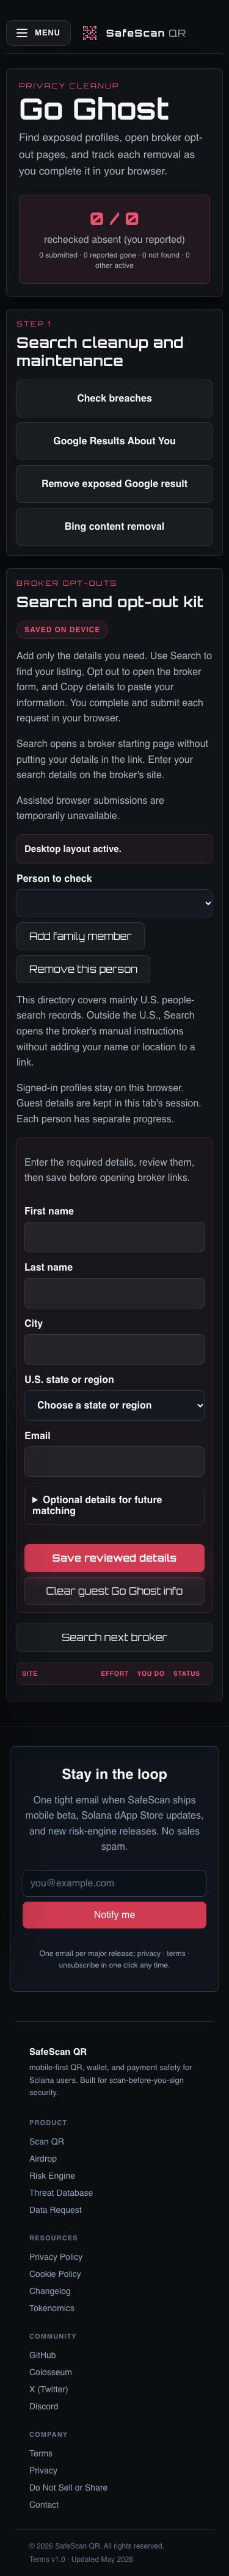 MENU
SafeScan QR
PRIVACY CLEANUP
Go Ghost
Find exposed profiles, open broker opt-
out pages, and track each removal as
you complete it in your browser.
0 / 0
rechecked absent (you reported)
0 submitted · 0 reported gone · 0 not found · 0
other active
STEP 1
Search cleanup and
maintenance
Check breaches
Google Results About You
Remove exposed Google result
Bing content removal
BROKER OPT-OUTS
Search and opt-out kit
SAVED ON DEVICE
Add only the details you need. Use Search to
find your listing, Opt out to open the broker
form, and Copy details to paste your
information. You complete and submit each
request in your browser.
Search opens a broker starting page without
putting your details in the link. Enter your
search details on the broker's site.
Assisted browser submissions are
temporarily unavailable.
Desktop layout active.
Person to check
Add family member
Remove this person
This directory covers mainly U.S. people-
search records. Outside the U.S., Search
opens the broker's manual instructions
without adding your name or location to a
link.
Signed-in profiles stay on this browser.
Guest details are kept in this tab's session.
Each person has separate progress.
Enter the required details, review them,
then save before opening broker links.
First name
Last name
City
U.S. state or region
Choose a state or region
Email
Optional details for future
matching
Save reviewed details
Clear guest Go Ghost info
Search next broker
SITE EFFORT YOU DO STATUS
Stay in the loop
One tight email when SafeScan ships
mobile beta, Solana dApp Store updates,
and new risk-engine releases. No sales
spam.
you@example.com
Notify me
One email per major release; privacy · terms ·
unsubscribe in one click any time.
SafeScan QR
mobile-first QR, wallet, and payment safety for
Solana users. Built for scan-before-you-sign
security.
PRODUCT
Scan QR
Airdrop
Risk Engine
Threat Database
Data Request
RESOURCES
Privacy Policy
Cookie Policy
Changelog
Tokenomics
COMMUNITY
GitHub
Colosseum
X (Twitter)
Discord
COMPANY
Terms
Privacy
Do Not Sell or Share
Contact
© 2026 SafeScan QR. All rights reserved.
Terms v1.0 · Updated May 2026